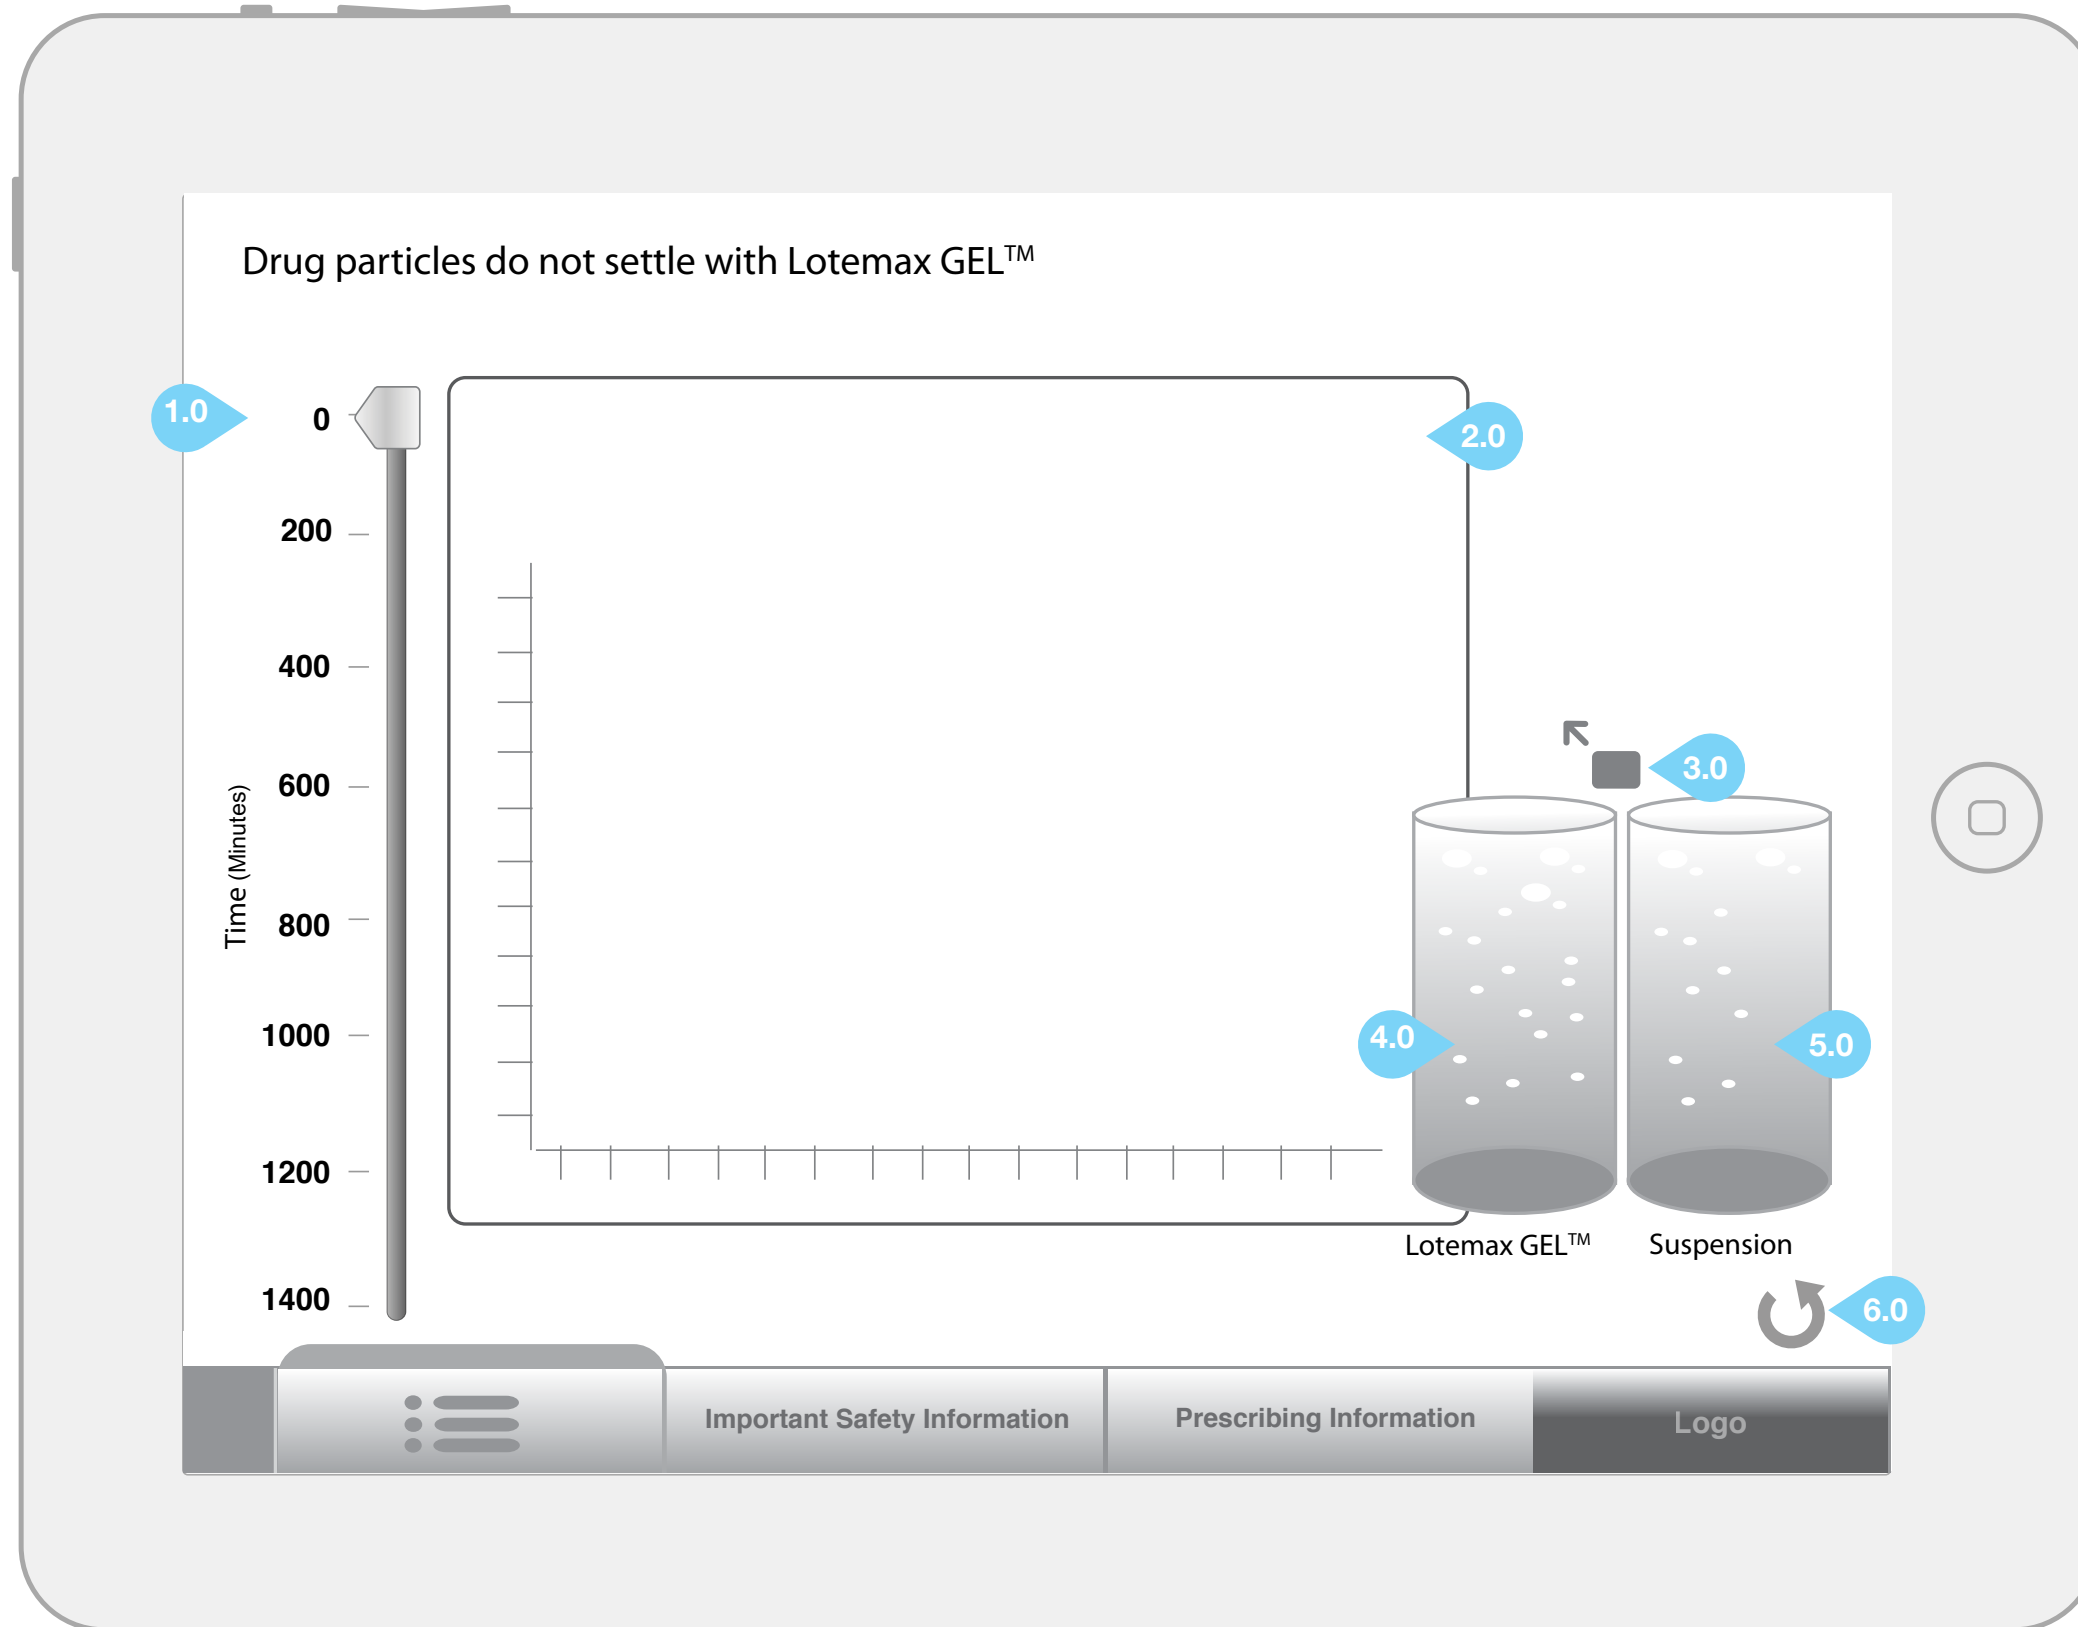 Drug particles do not settle with Lotemax GEL™
1.0
0
2.0
200
400
600
3.0
Time (Minutes)
800
1000
4.0
5.0
1200
Lotemax GEL™
Suspension
1400
6.0
Important Safety Information
Prescribing Information
Logo